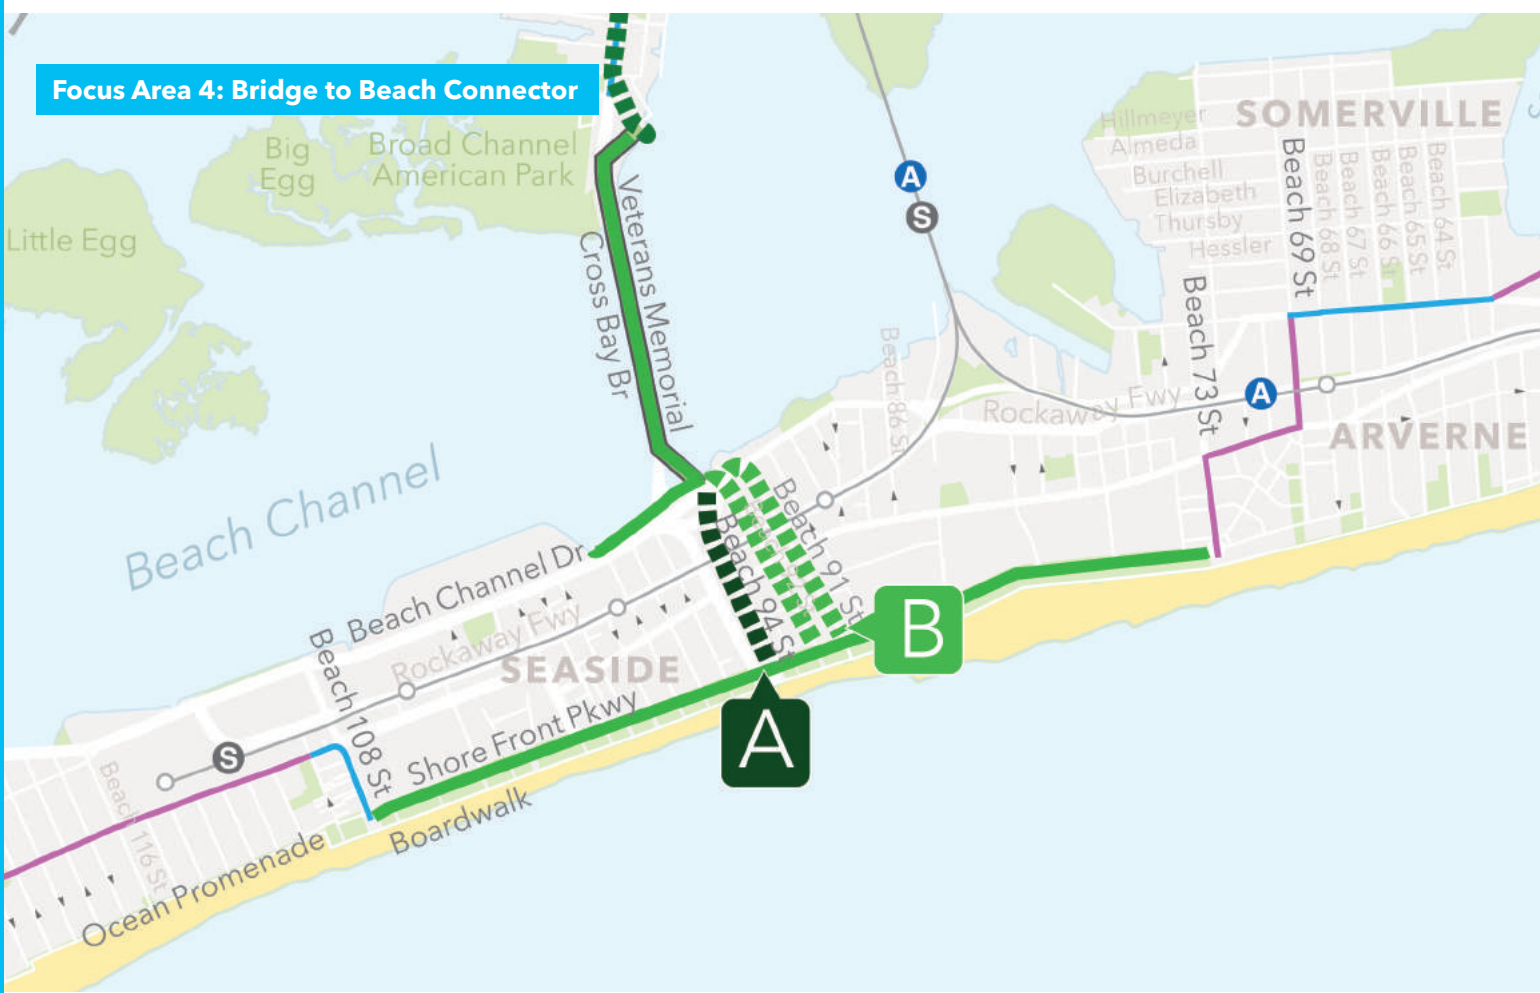 Focus Area 4: Bridge to Beach Connector
Big
Egg
Broad Channel
American Park
Little Egg
Hillmeyer
Almeda
Burchell
Elizabeth
Thursby
Hessler
SOMERVILLE
Beach 69 St
Beach 68 St
Beach 67 St
Beach 66 St
Beach 65 St
Beach 64 St
A
S
Veterans Memorial
Cross Bay Br
Beach 73 St
Beach 86 St
Rockaway Fwy
A
ARVERNE
Beach Channel
Beach 91 St
Beach 94 St
Beach Channel Dr
Rockaway Fwy
SEASIDE
B
A
Beach 108 St
Shore Front Pkwy
S
Beach 116 St
Boardwalk
Ocean Promenade